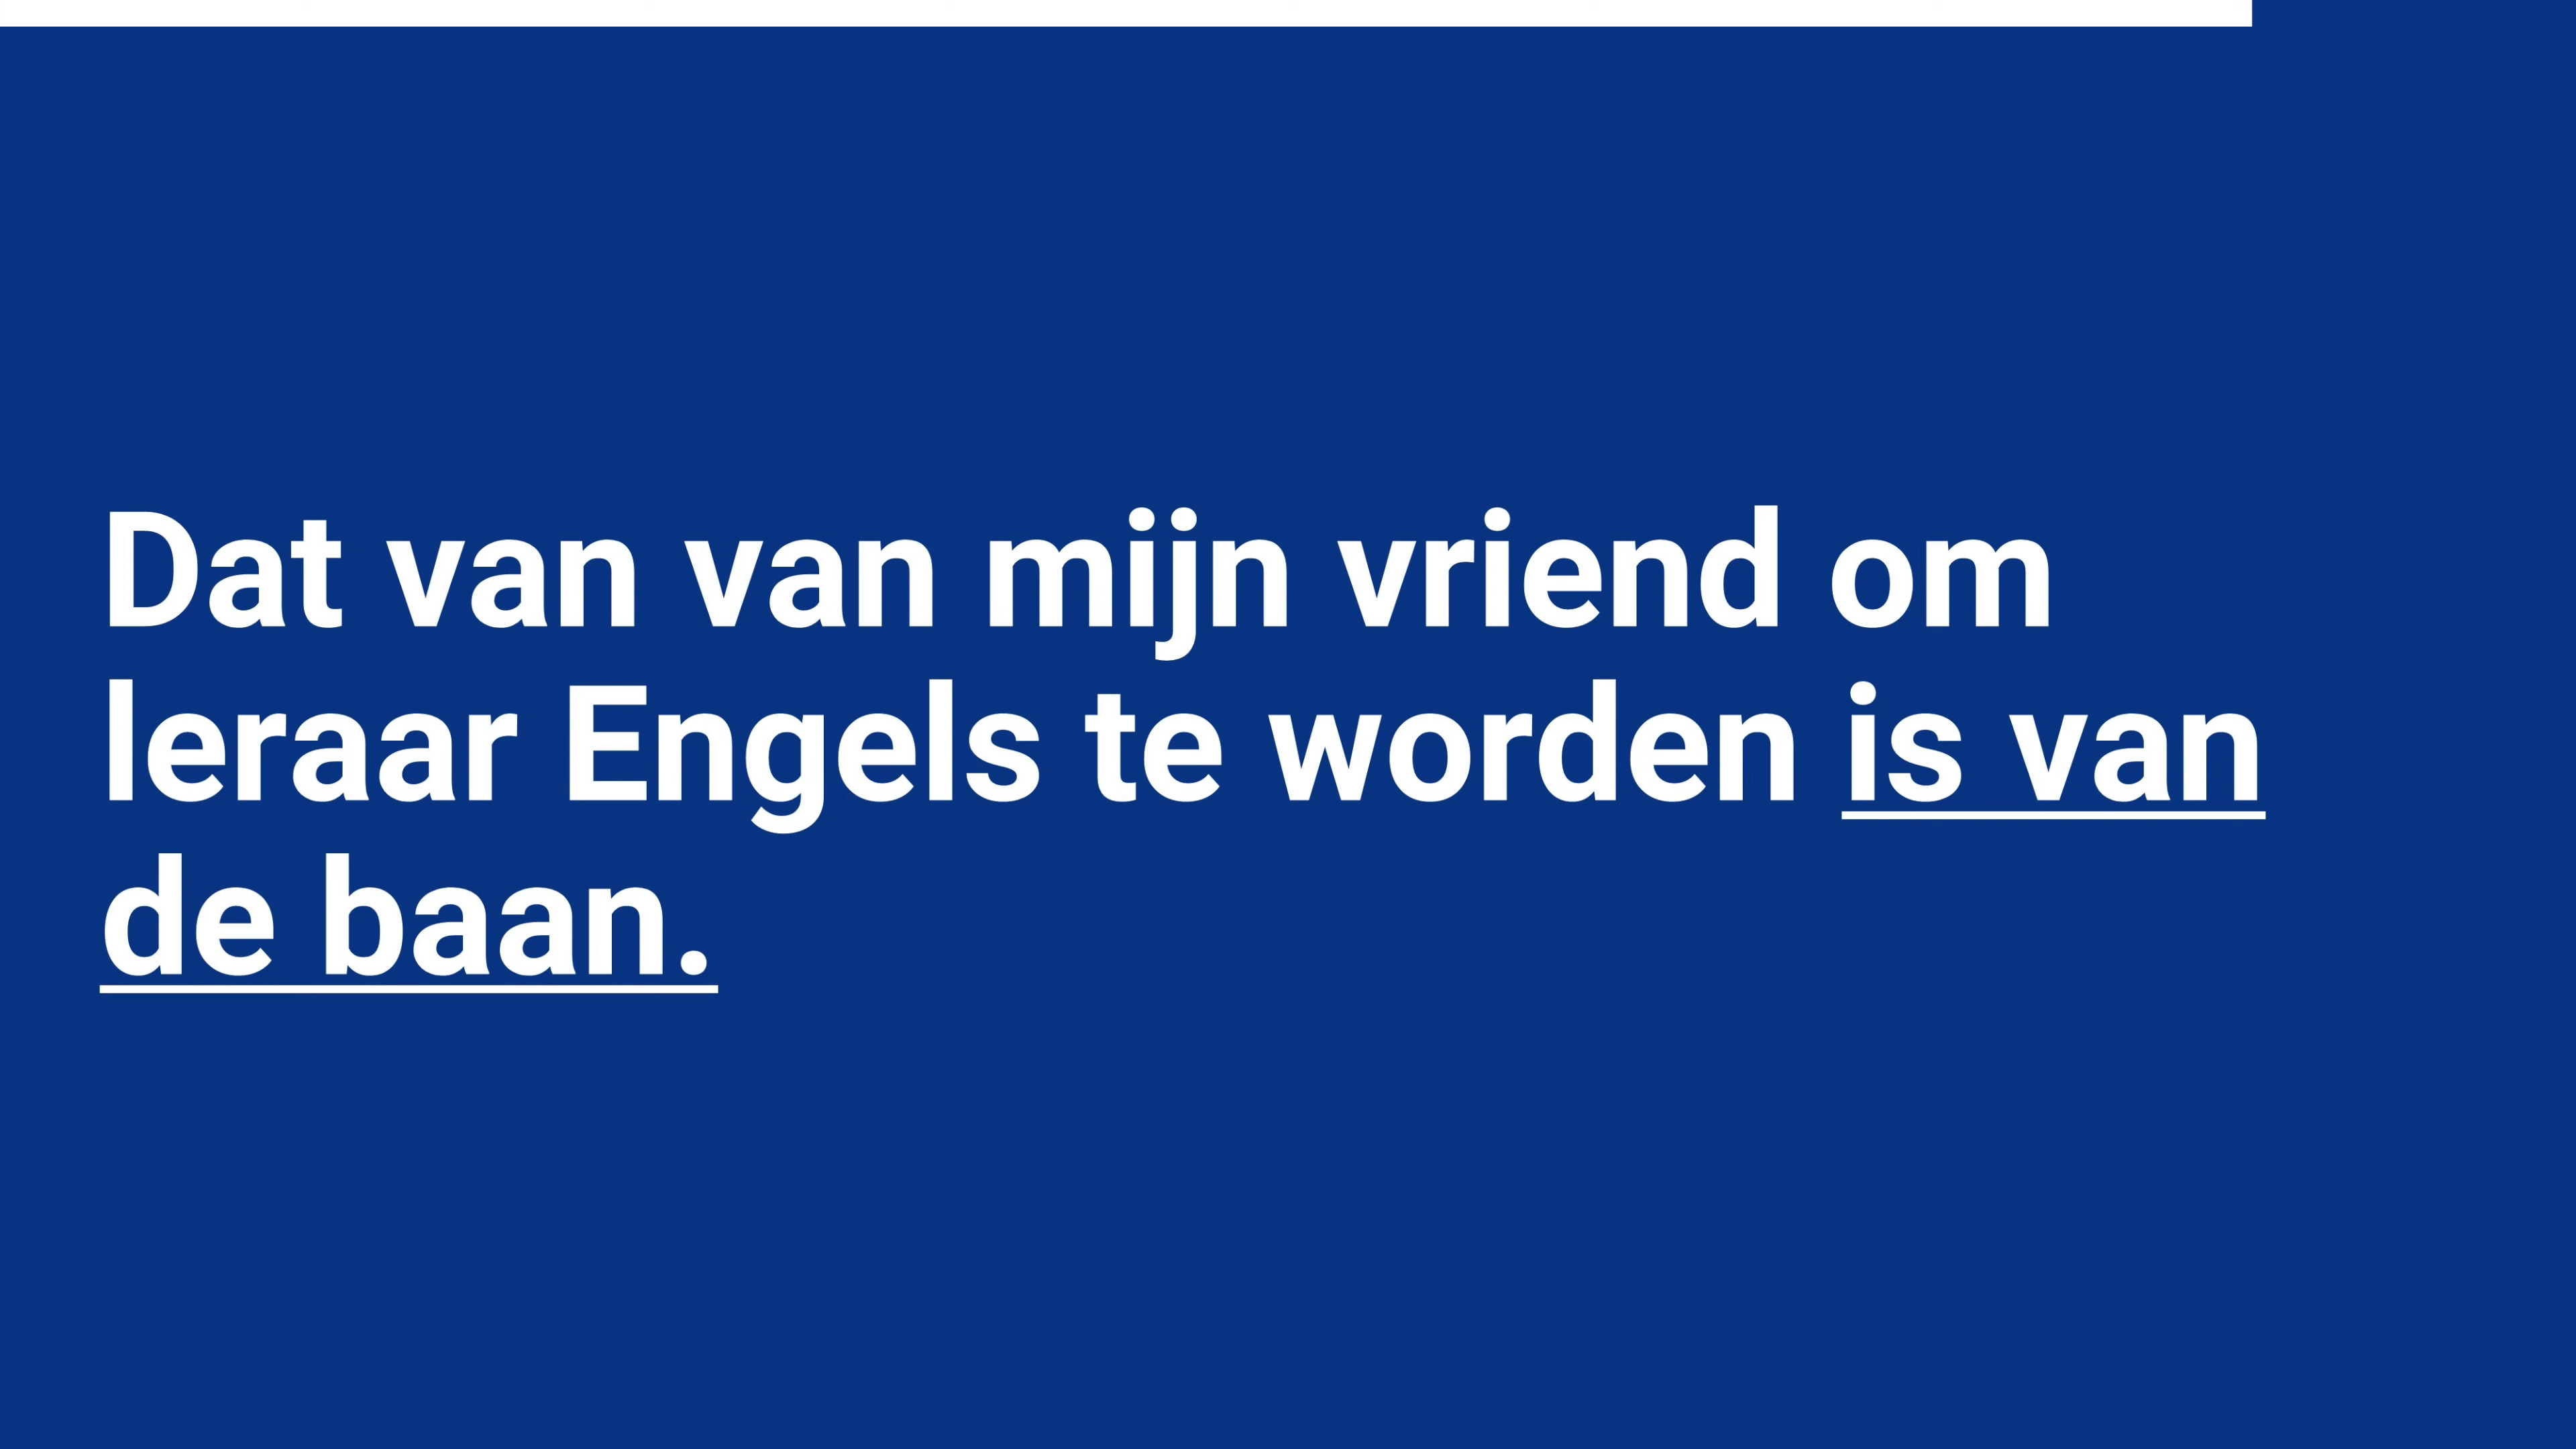 Dat van van mijn vriend om
leraar Engels te worden is van
de baan.